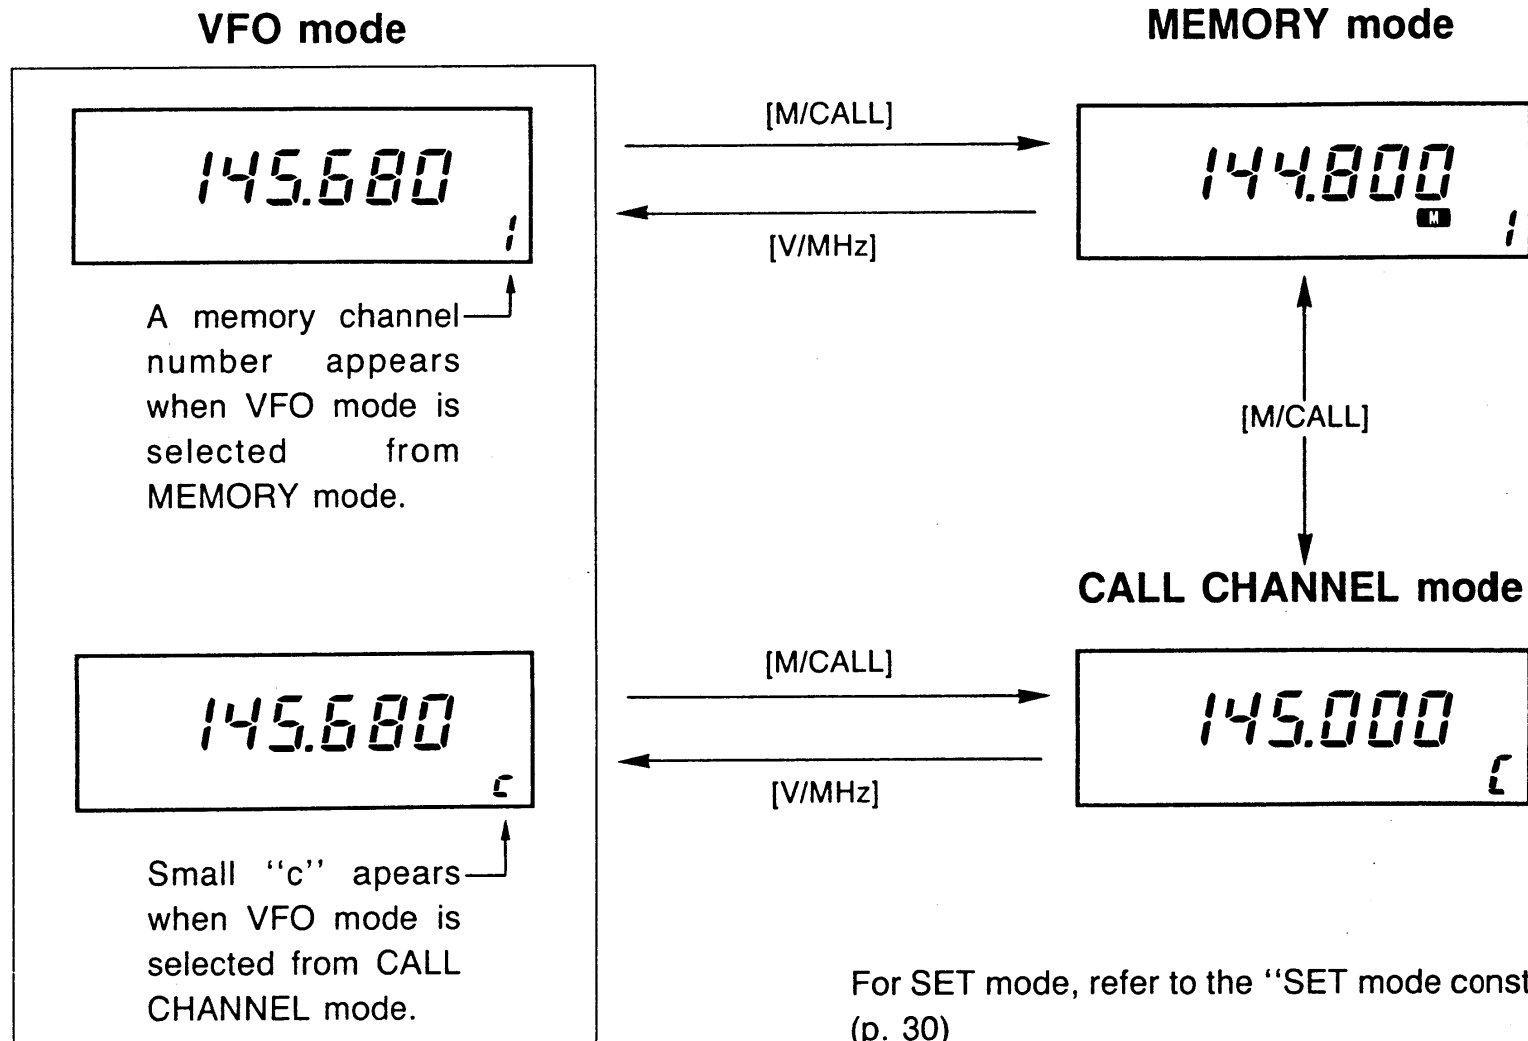 VFO mode
MEMORY mode
145.680
1
[M/CALL]
[V/MHz]
144.800
M
1
A memory channel
number appears
when VFO mode is
selected from
MEMORY mode.
[M/CALL]
CALL CHANNEL mode
145.680
c
[M/CALL]
[V/MHz]
145.000
C
Small ‘‘c’’ apears
when VFO mode is
selected from CALL
CHANNEL mode.
For SET mode, refer to the ‘‘SET mode const
(p. 30)